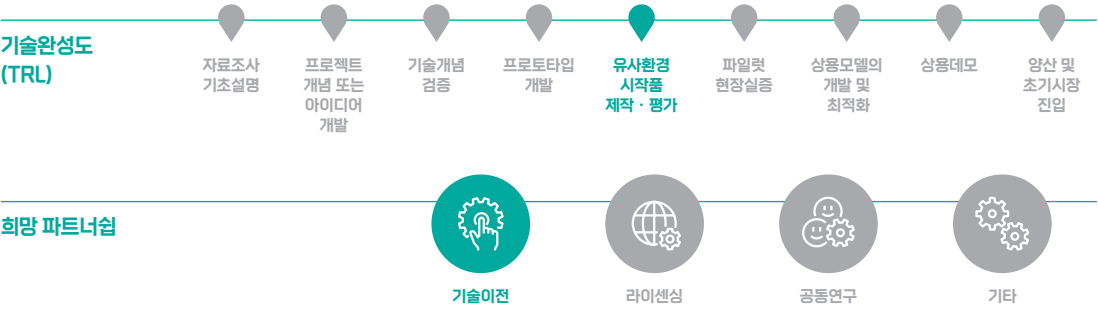 기술완성도
(TRL)
자료조사
기초설명
프로젝트
개념 또는
아이디어
개발
기술개념
검증
프로토타입
개발
유사환경
시작품
제작 · 평가
파일럿
현장실증
상용모델의
개발 및
최적화
상용데모
양산 및
초기시장
진입
희망 파트너쉽
기술이전
라이센싱
공동연구
기타